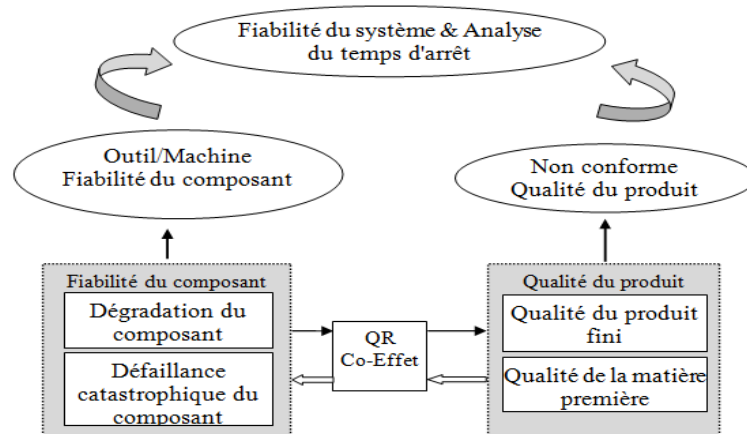 Fiabilité du système & Analyse
du temps d'arrêt
Outil/Machine
Fiabilité du composant
Non conforme
Qualité du produit
Fiabilité du composant
Dégradation du
composant
Défaillance
catastrophique du
composant
QR
Co-Effet
Qualité du produit
Qualité du produit
fini
Qualité de la matière
première